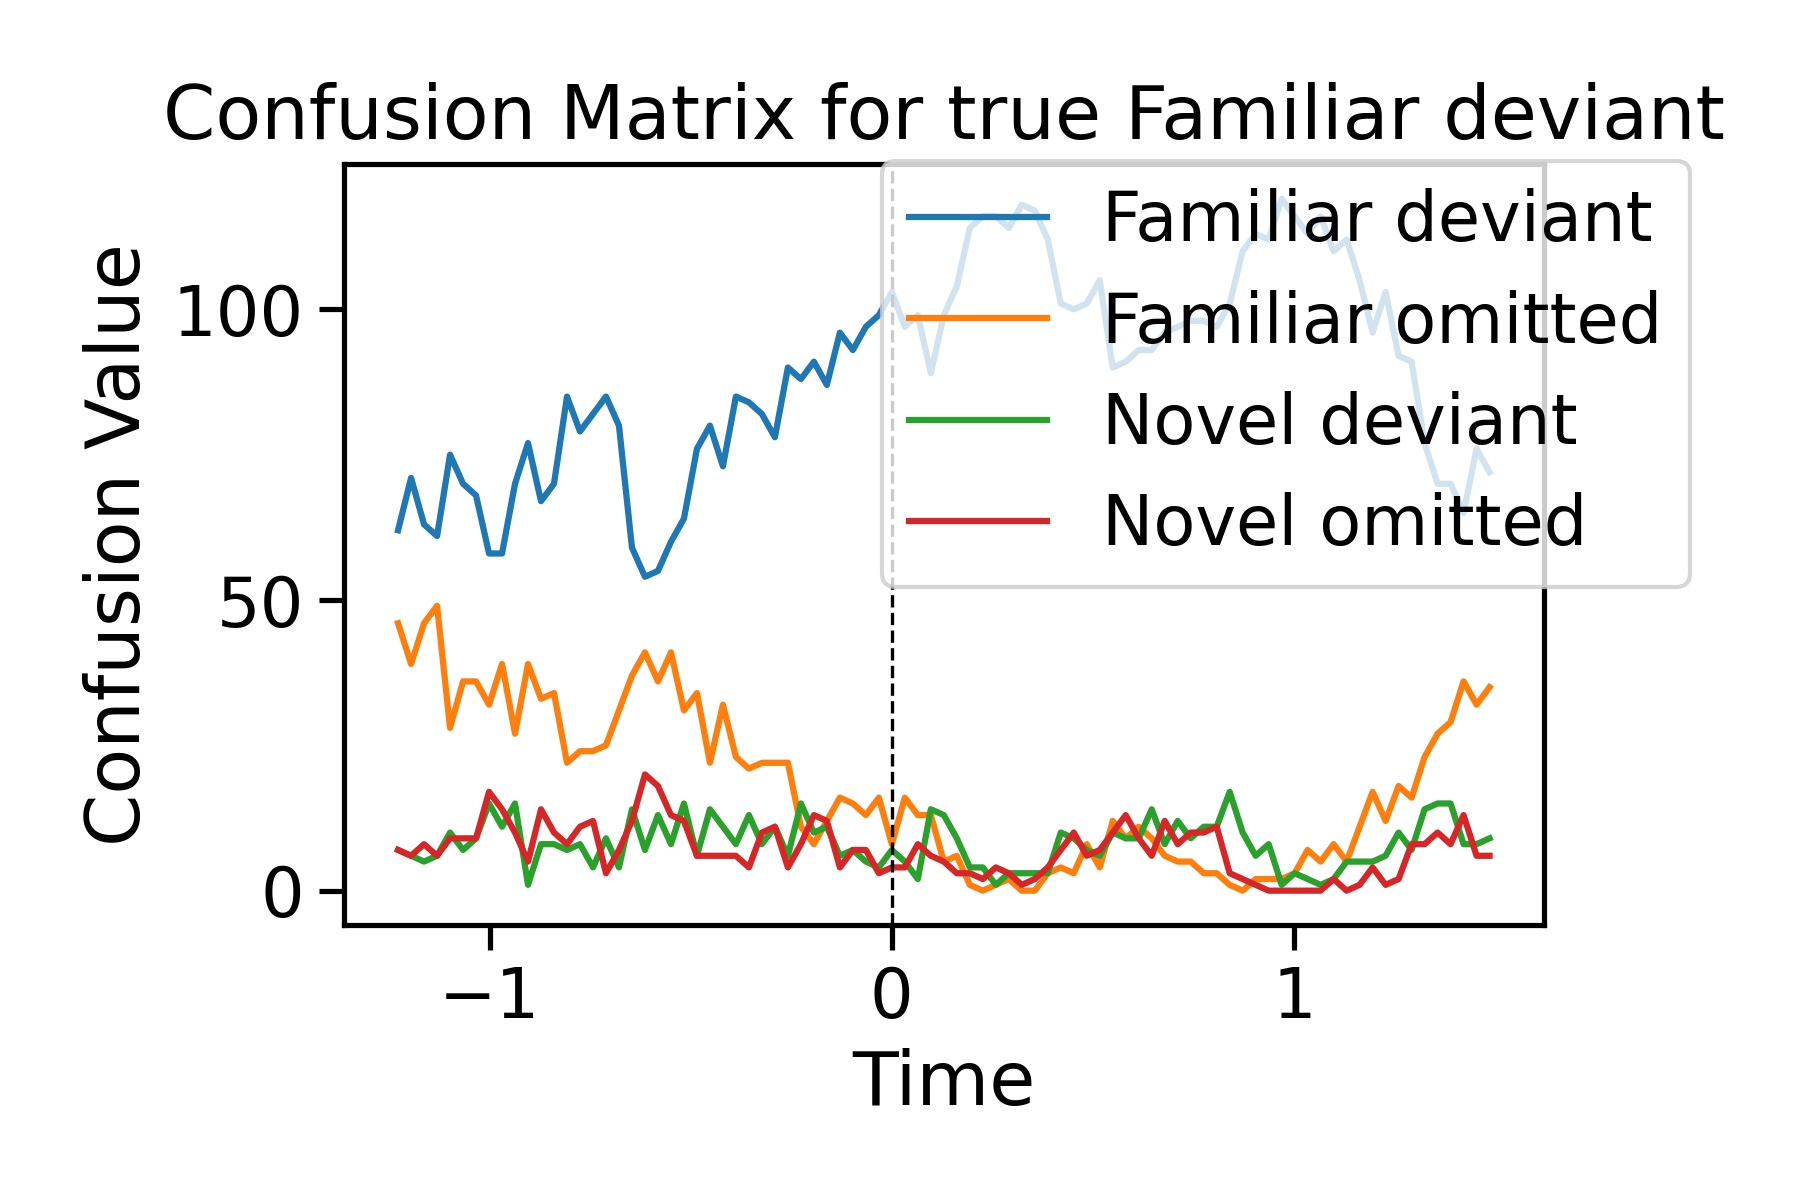 Confusion Matrix for true Familiar deviant
Familiar deviant
Familiar omitted
Novel deviant
Novel omitted
Confusion Value
100
50
0
−1
0
1
Time